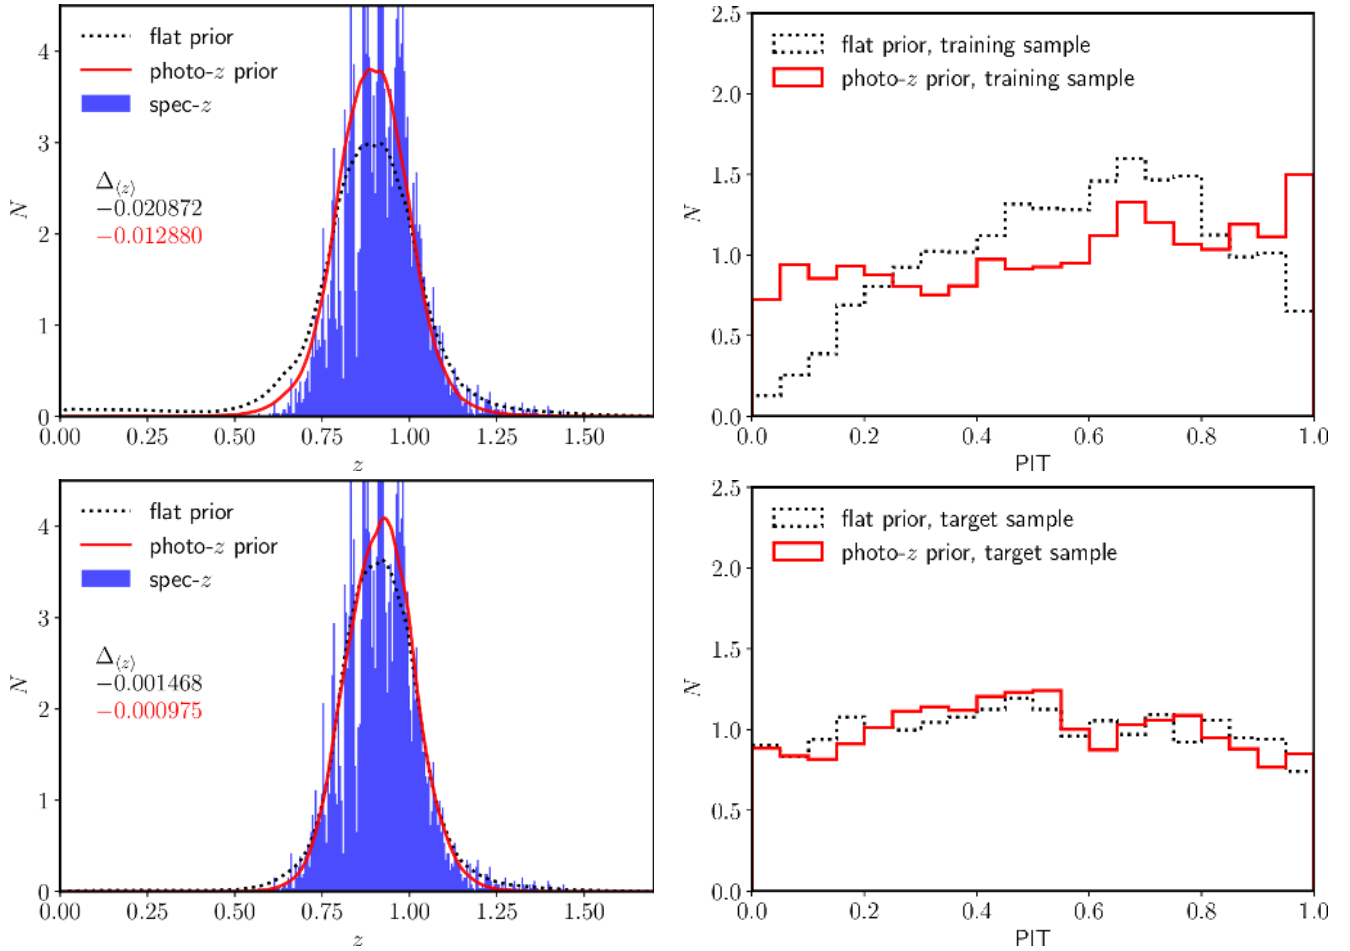 flat prior
photo-z prior
spec-z
Δ⟨z⟩
−0.020872
−0.012880
N
0
1
2
3
4
0.00 0.25 0.50 0.75 1.00 1.25 1.50
z
flat prior, training sample
photo-z prior, training sample
N
0.0
0.5
1.0
1.5
2.0
2.5
0.0 0.2 0.4 0.6 0.8 1.0
PIT
flat prior
photo-z prior
spec-z
Δ⟨z⟩
−0.001468
−0.000975
N
0
1
2
3
4
0.00 0.25 0.50 0.75 1.00 1.25 1.50
z
flat prior, target sample
photo-z prior, target sample
N
0.0
0.5
1.0
1.5
2.0
2.5
0.0 0.2 0.4 0.6 0.8 1.0
PIT